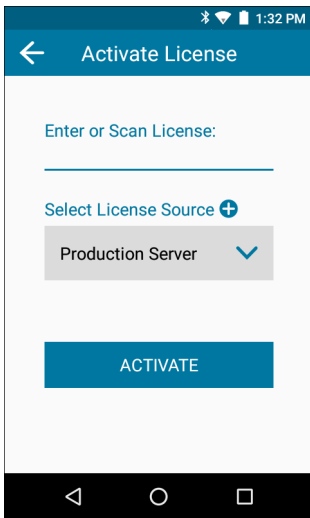 1:32 PM
Activate License
Enter or Scan License:
Select License Source
Production Server
ACTIVATE